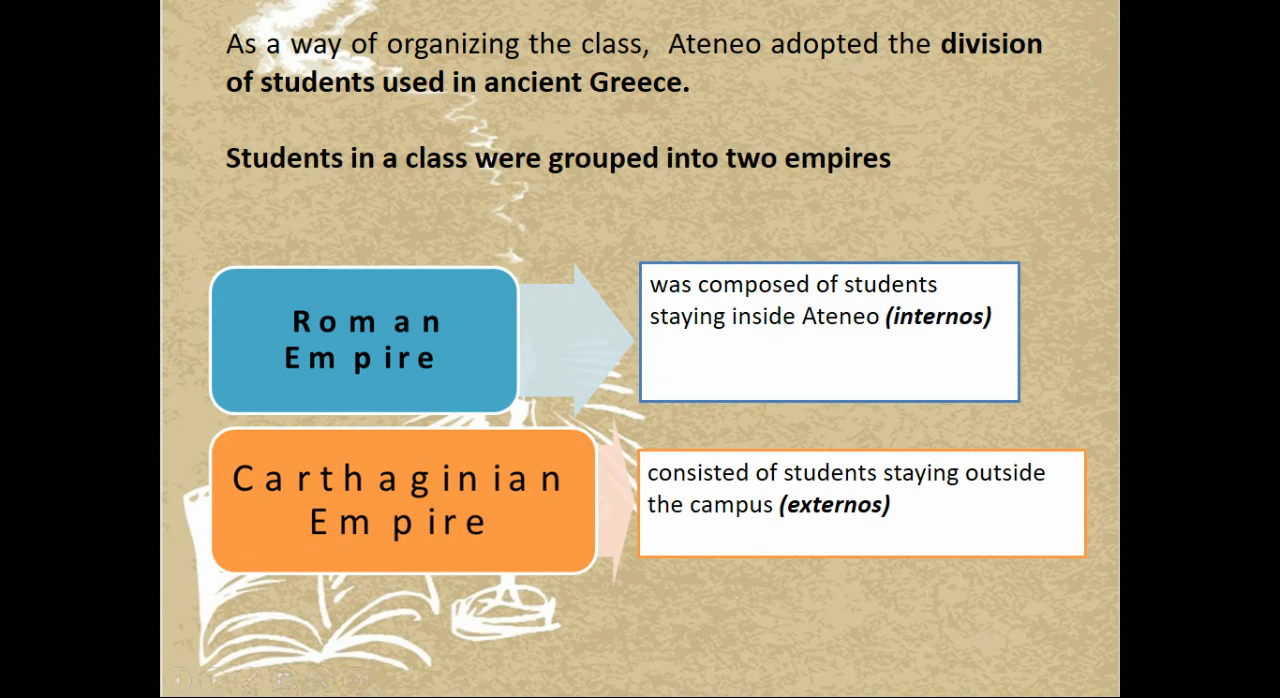 As a way of organizing the class, Ateneo adopted the division
of students used in ancient Greece.
Students in a class were grouped into two empires
Roman
Empire
was composed of students
staying inside Ateneo (internos)
Carthaginian
Empire
consisted of students staying outside
the campus (externos)